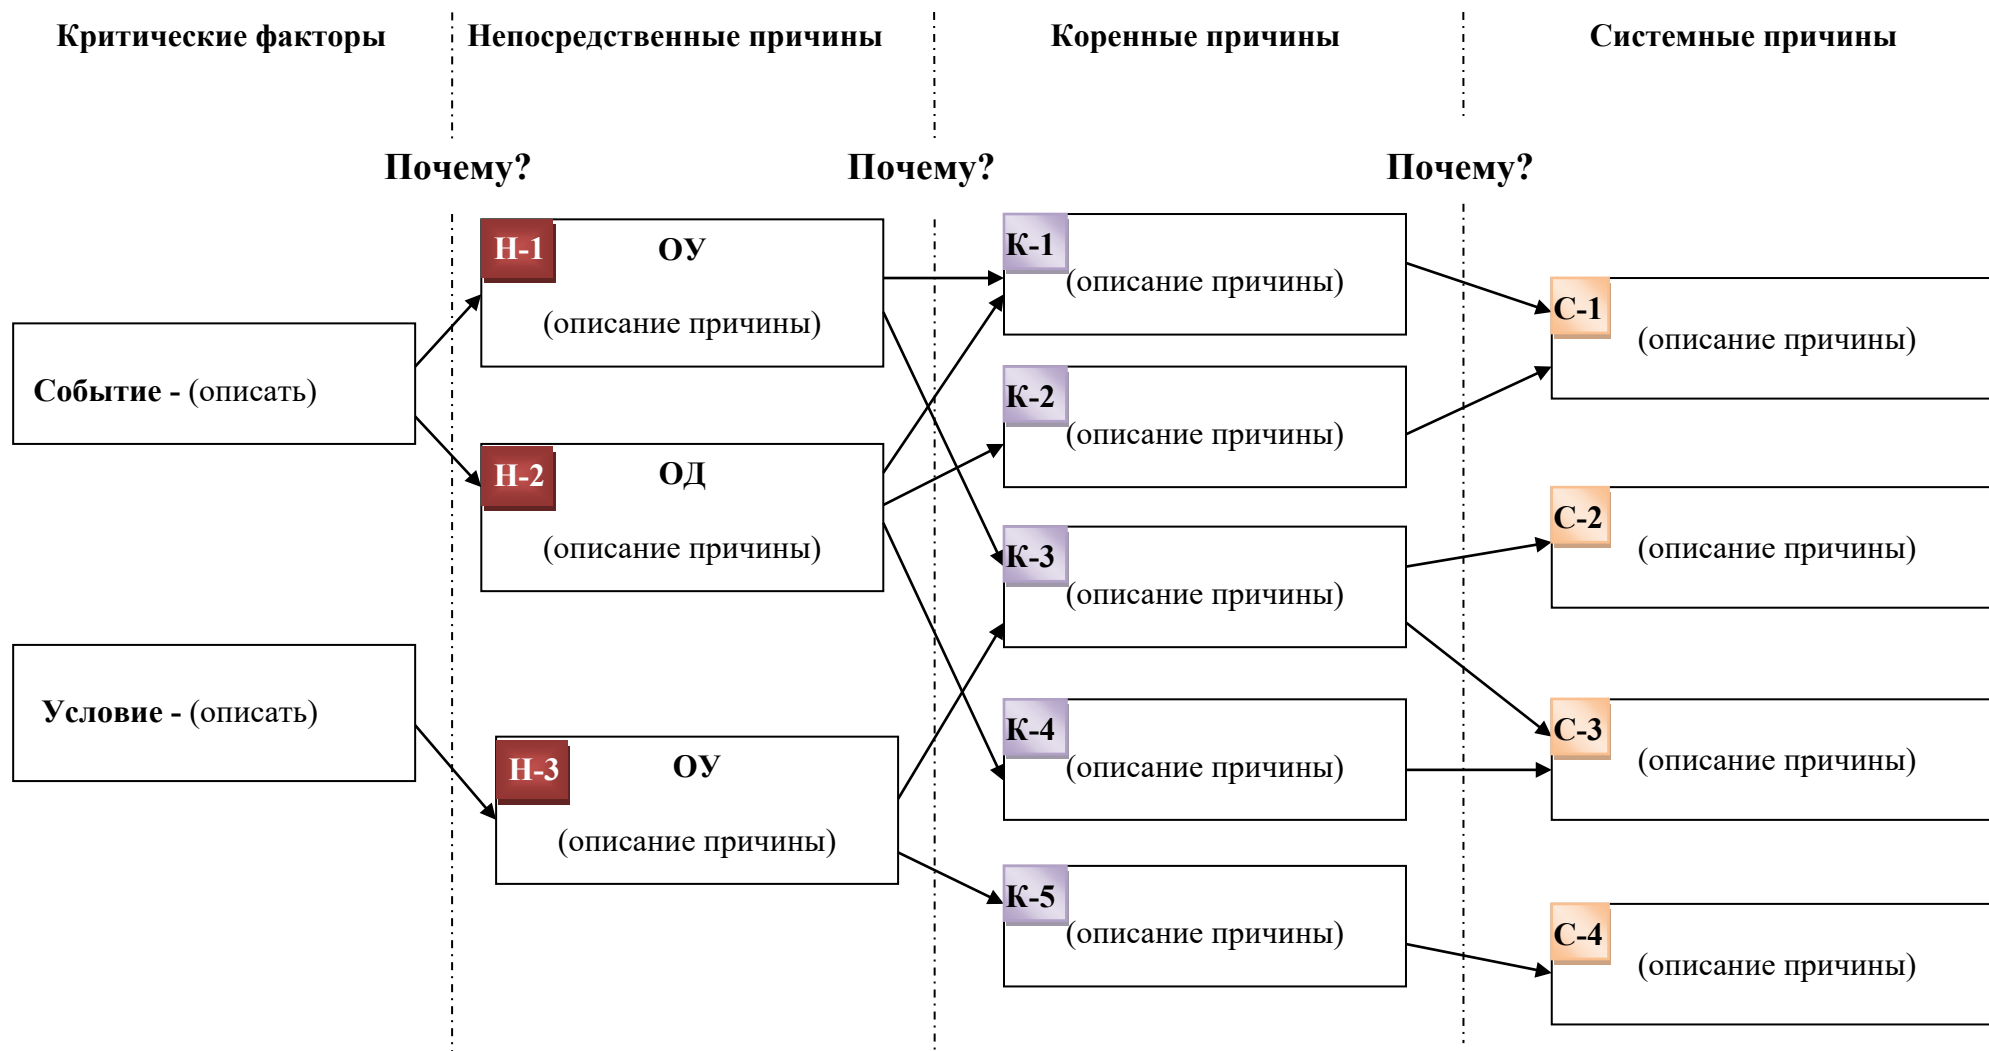 Критические факторы
Непосредственные причины
Коренные причины
Системные причины
Почему?
Почему?
Почему?
Событие - (описать)
Условие - (описать)
Н-1
ОУ
(описание причины)
Н-2
ОД
(описание причины)
Н-3
ОУ
(описание причины)
К-1
(описание причины)
К-2
(описание причины)
К-3
(описание причины)
К-4
(описание причины)
К-5
(описание причины)
С-1
(описание причины)
С-2
(описание причины)
С-3
(описание причины)
С-4
(описание причины)